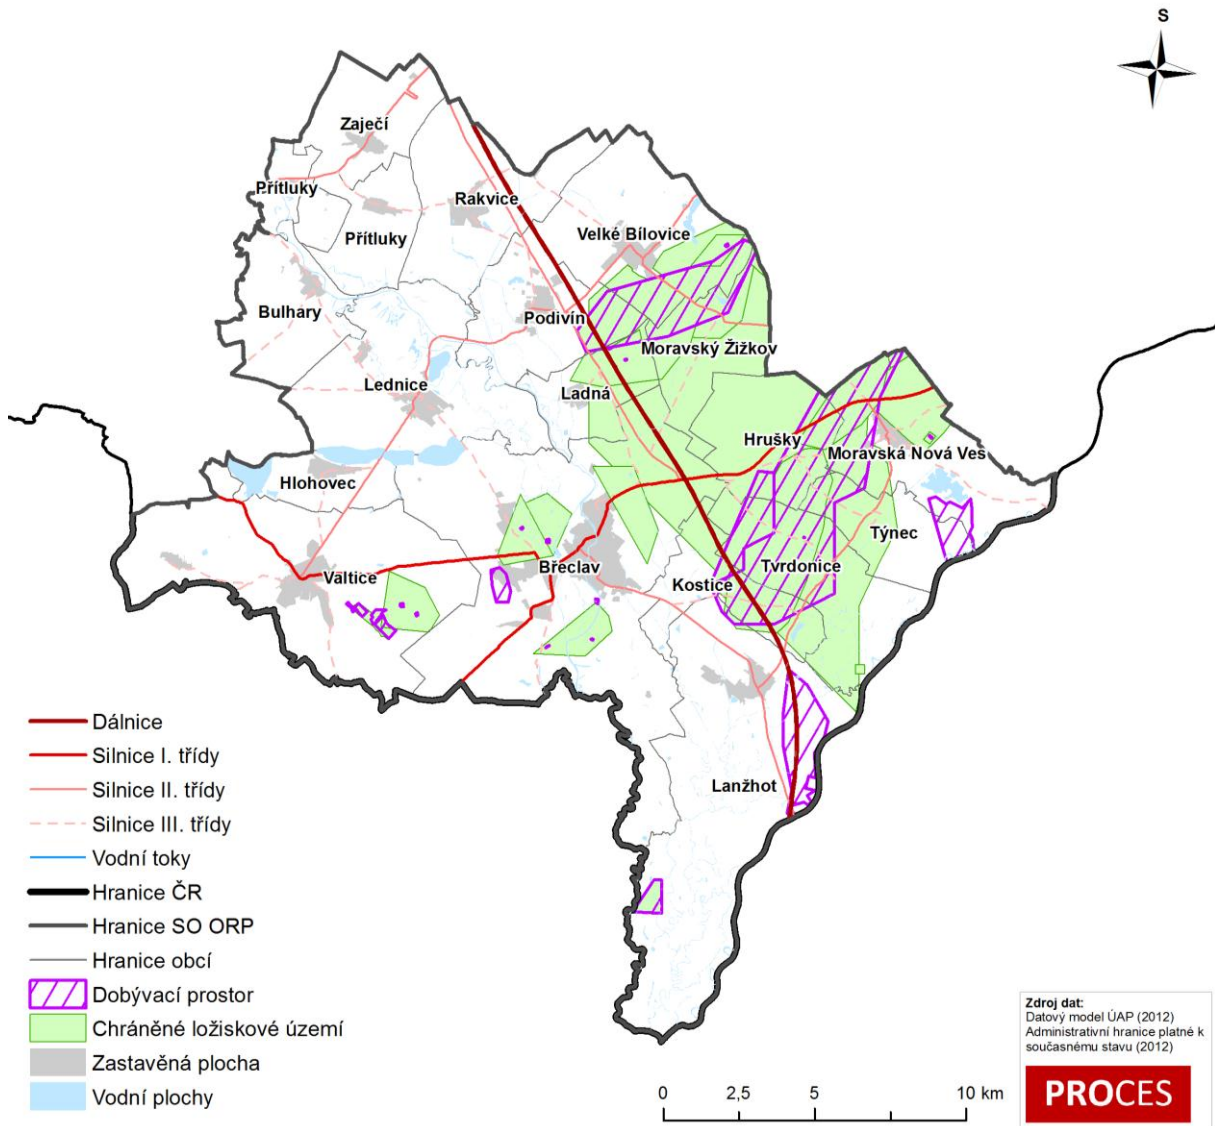 S
Zaječí
Přítluky
Rakvice
Přítluky
Velké Bílovice
Bulhary
Podivín
Moravský Žižkov
Lednice
Ladná
Hrušky
Moravská Nová Ves
Hlohovec
Týnec
Břeclav
Tvrdonice
Valtice
Kostice
Lanžhot
Dálnice
Silnice I. třídy
Silnice II. třídy
Silnice III. třídy
Vodní toky
Hranice ČR
Hranice SO ORP
Hranice obcí
Dobývací prostor
Chráněné ložiskové území
Zastavěná plocha
Vodní plochy
0 2,5 5 10 km
Zdroj dat:
Datový model ÚAP (2012)
Administrativní hranice platné k
současnému stavu (2012)
PROCES